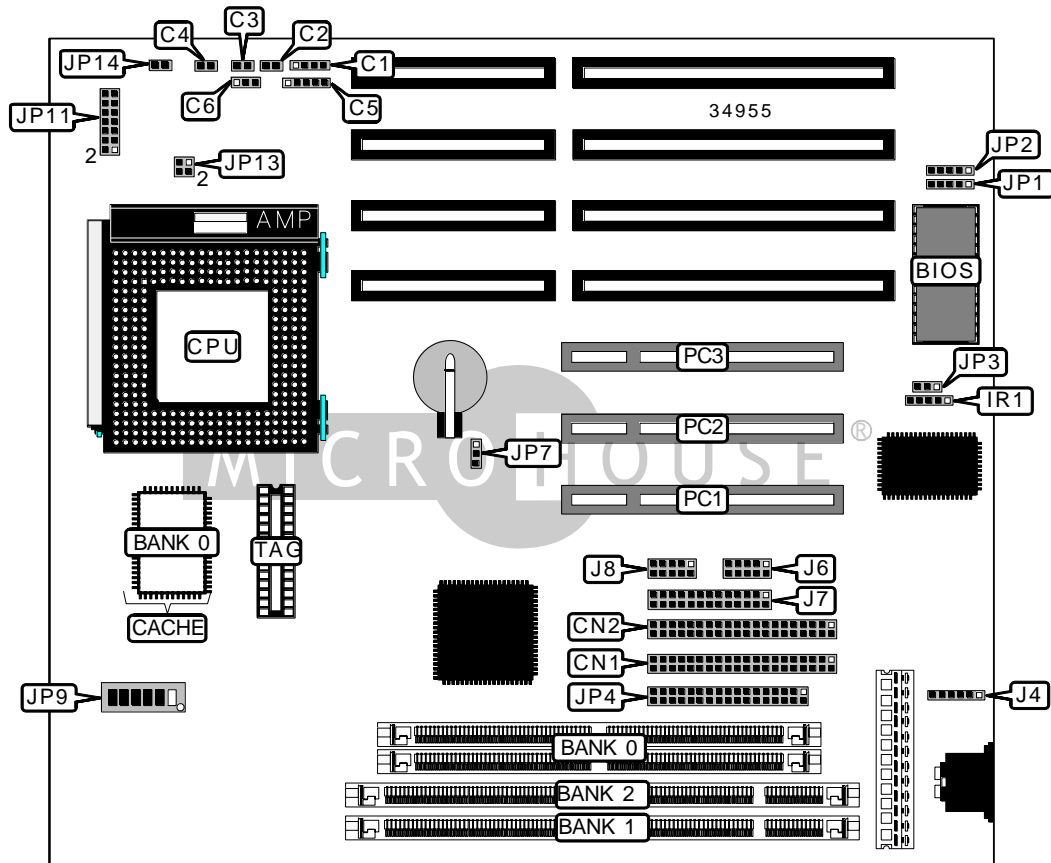 C3
C4
C2
JP14
C1
C6
C5
JP11
34955
2
JP13
2
JP2
JP1
AMP
BIOS
CPU
PC3
JP3
IR1
PC2
JP7
MICRO HOUSE ®
PC1
BANK 0
TAG
J8
J6
J7
CACHE
CN2
CN1
JP9
JP4
J4
BANK 0
BANK 2
BANK 1